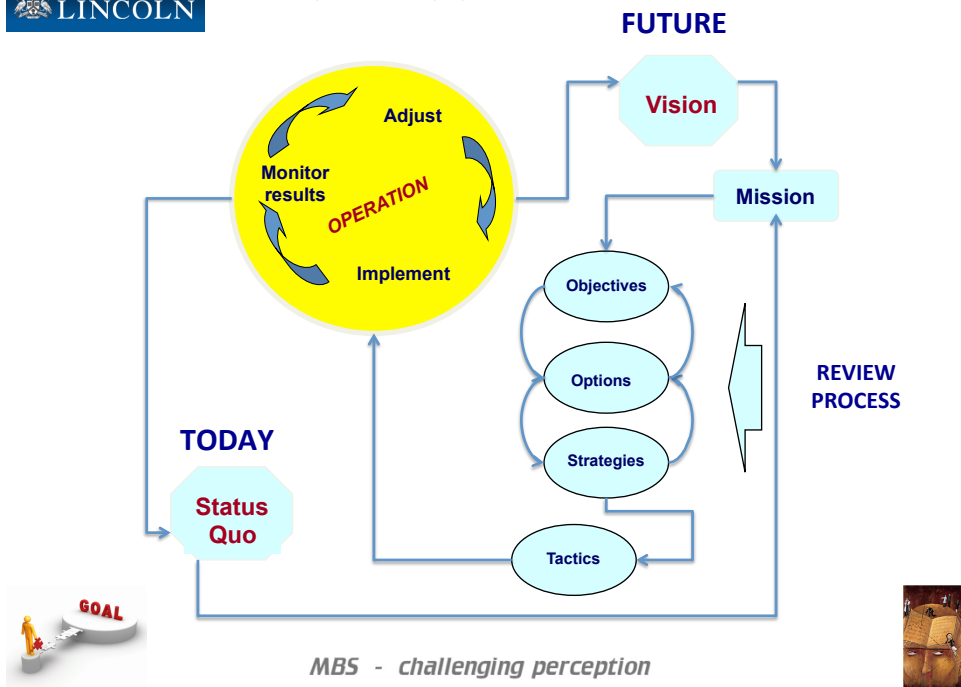 LINCOLN
FUTURE
Vision
Adjust
Monitor
results
OPERATION
Mission
Implement
Objectives
Options
REVIEW
PROCESS
TODAY
Strategies
Status
Quo
Tactics
GOAL
MBS - challenging perception